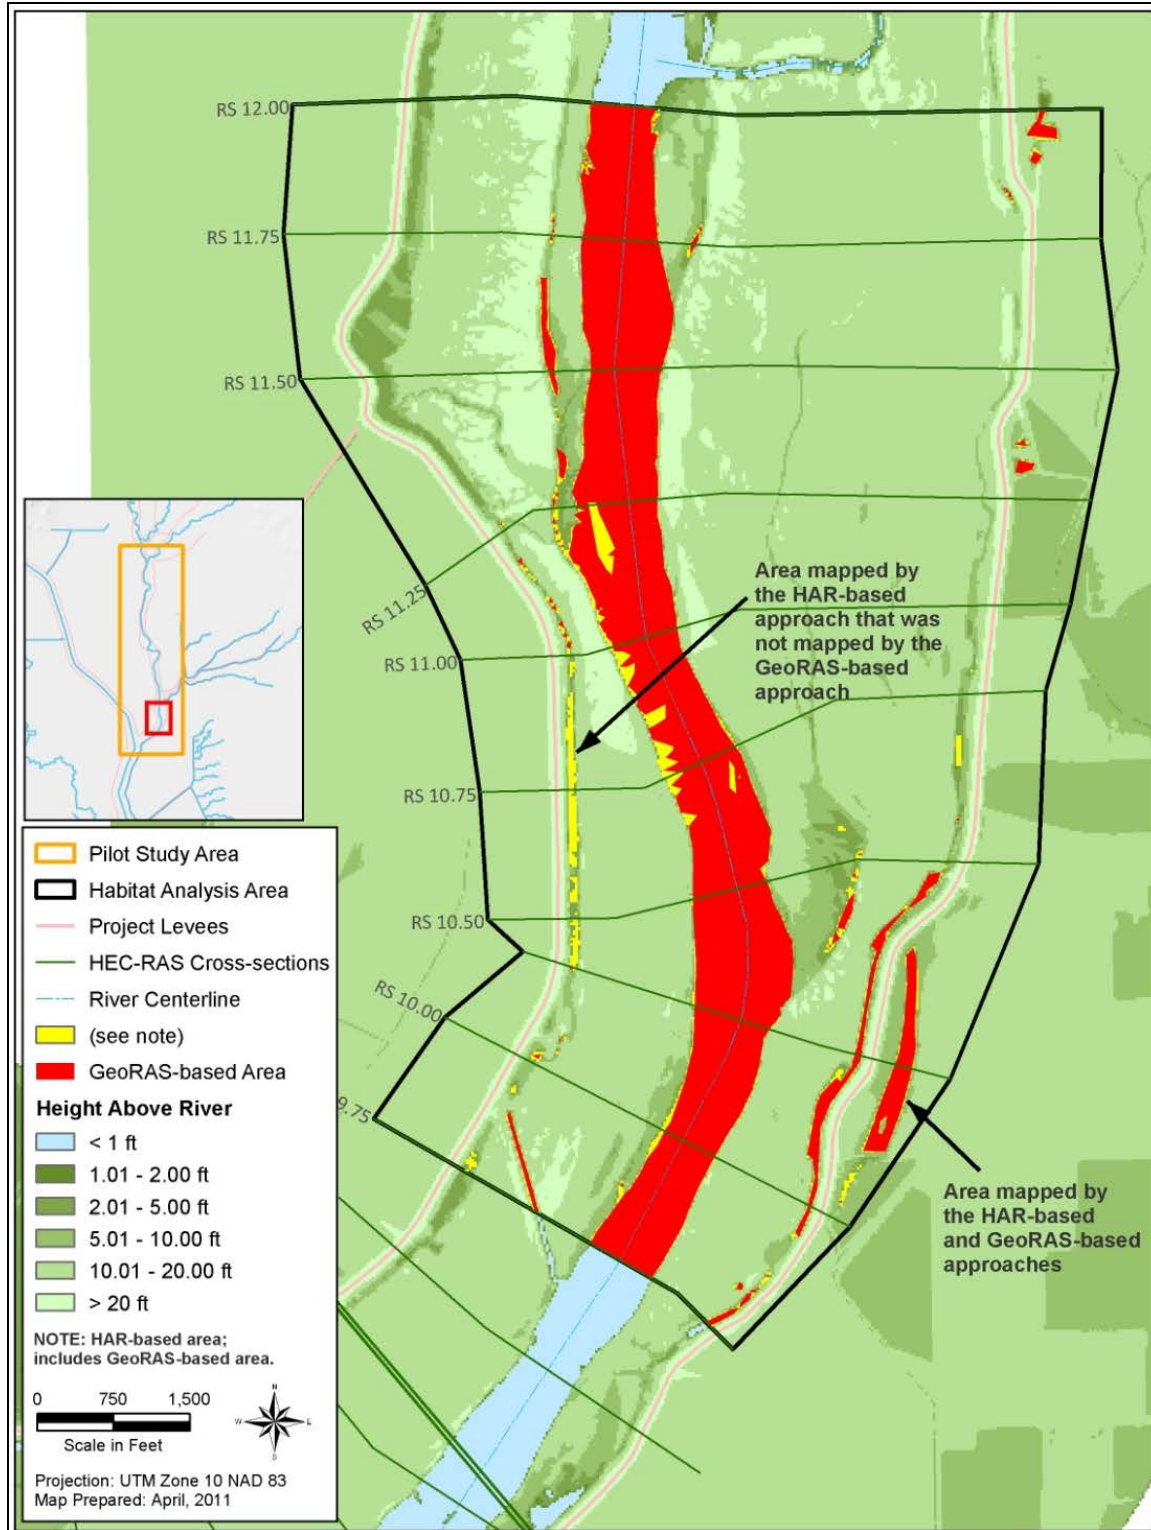 RS 12.00
RS 11.75
RS 11.50
RS 11.25
RS 11.00
RS 10.75
RS 10.50
RS 10.00
9.75
Area mapped by
the HAR-based
approach that was
not mapped by the
GeoRAS-based
approach
Area mapped by
the HAR-based
and GeoRAS-based
approaches
Pilot Study Area
Habitat Analysis Area
Project Levees
HEC-RAS Cross-sections
River Centerline
(see note)
GeoRAS-based Area
Height Above River
< 1 ft
1.01 - 2.00 ft
2.01 - 5.00 ft
5.01 - 10.00 ft
10.01 - 20.00 ft
> 20 ft
NOTE: HAR-based area;
includes GeoRAS-based area.
0 750 1,500
Scale in Feet
N
W E
S
Projection: UTM Zone 10 NAD 83
Map Prepared: April, 2011